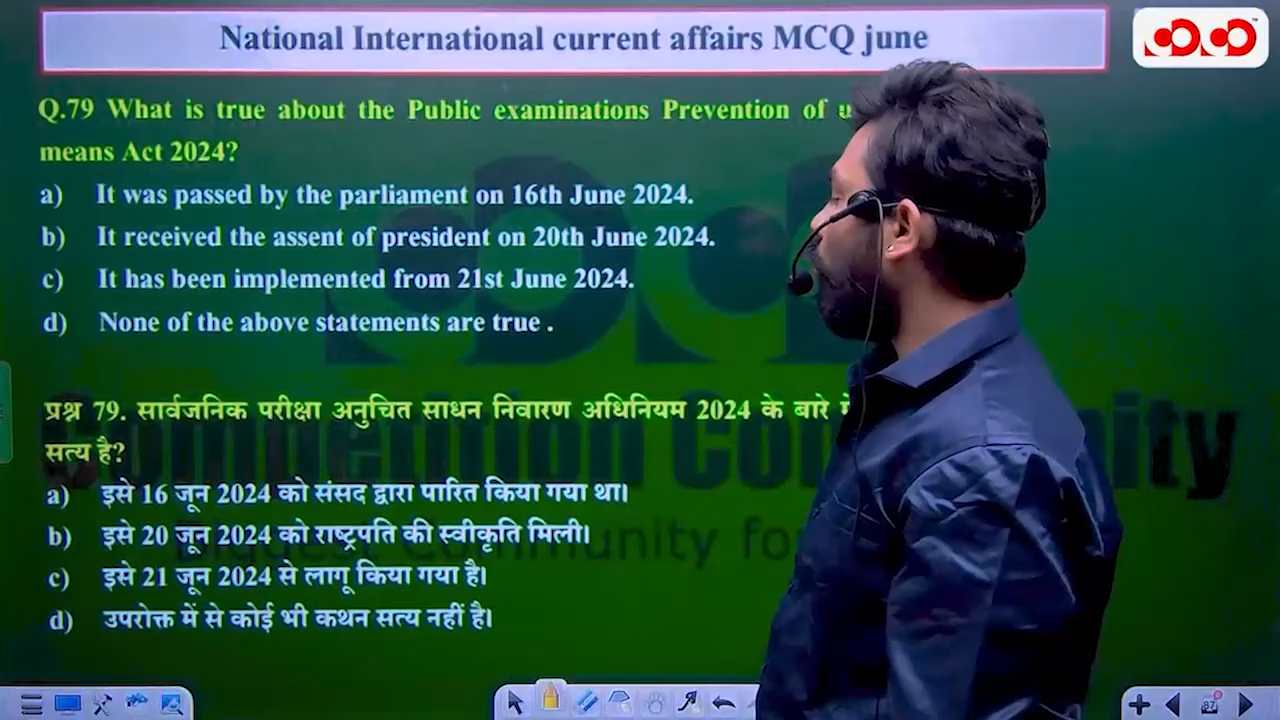 National International current affairs MCQ june
Q.79 What is true about the Public examinations Prevention of
means Act 2024?
a) It was passed by the parliament on 16th June 2024.
b) It received the assent of president on 20th June 2024.
c) It has been implemented from 21st June 2024.
d) None of the above statements are true .
प्रश्न 79. सार्वजनिक परीक्षा अनुचित साधन निवारण अधिनियम 2024 के बारे
सत्य है?
a) इसे 16 जून 2024 को संसद द्वारा पारित किया गया था।
b) इसे 20 जून 2024 को राष्ट्रपति की स्वीकृति मिली।
c) इसे 21 जून 2024 से लागू किया गया है।
d) उपरोक्त में से कोई भी कथन सत्य नहीं है।
87